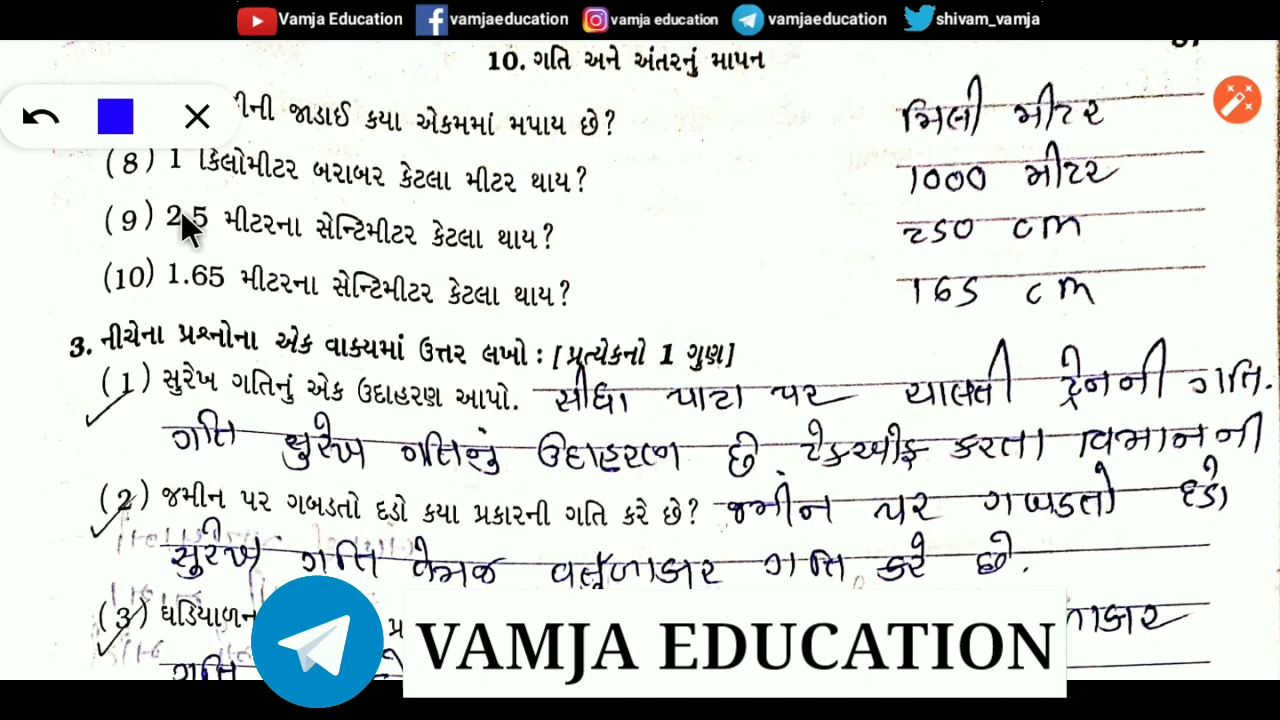 Vamja Education vamjaeducation vamja education vamjaeducation shivam_vamja
10. ગતિ અને અંતરનું માપન
જાડાઈ કયા એકમમાં મપાય છે? મિલી મીટર
(8) 1 કિલોમીટર બરાબર કેટલા મીટર થાય? 1000 મીટર
(9) 2.5 મીટરના સેન્ટિમીટર કેટલા થાય? 250 cm
(10) 1.65 મીટરના સેન્ટિમીટર કેટલા થાય? 165 cm
3. નીચેના પ્રશ્નોના એક વાક્યમાં ઉત્તર લખો : [પ્રત્યેકનો 1 ગુણ]
(1) સુરેખ ગતિનું એક ઉદાહરણ આપો. સીધા પાટા પર ચાલતી ટ્રેનની ગતિ.
ગતિ સુરેખ ગતિનું ઉદાહરણ છે. ટેકઓફ કરતા વિમાનની
(2) જમીન પર ગબડતો દડો કયા પ્રકારની ગતિ કરે છે? જમીન પર ગબડતો દડો
સુરેખ ગતિ તેમજ વર્તુળાકાર ગતિ કરે છે.
(3) ઘડિયાળન
ગતિ
VAMJA EDUCATION